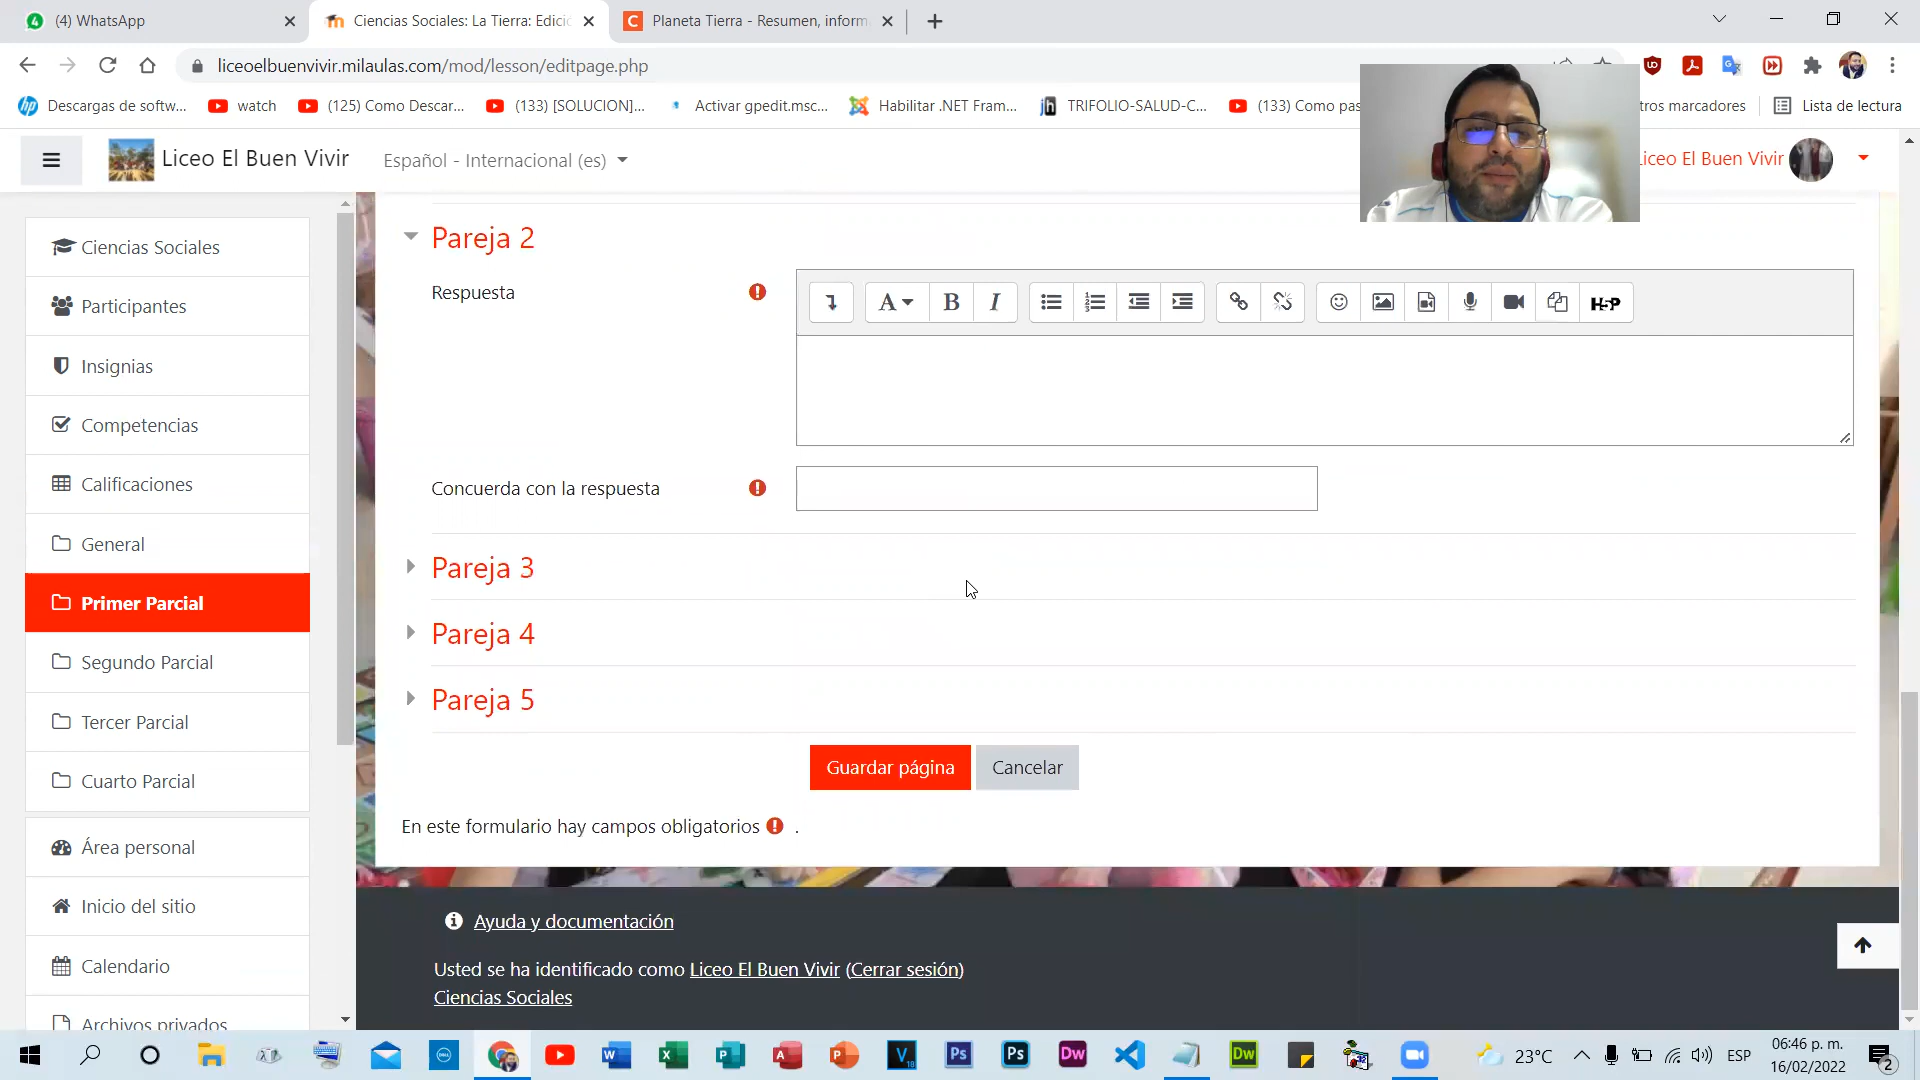 (4) WhatsApp
Ciencias Sociales: La Tierra: Edició
Planeta Tierra - Resumen, inform
liceoelbuenvivir.milaulas.com/mod/lesson/editpage.php
Descargas de softw...
watch
(125) Como Descar...
(133) [SOLUCION]...
Activar gpedit.msc...
Habilitar .NET Fram...
TRIFOLIO-SALUD-C...
(133) Como pas
tros marcadores
Lista de lectura
Liceo El Buen Vivir
Español - Internacional (es)
Liceo El Buen Vivir
Ciencias Sociales
Participantes
Insignias
Competencias
Calificaciones
General
Primer Parcial
Segundo Parcial
Tercer Parcial
Cuarto Parcial
Área personal
Inicio del sitio
Calendario
Archivos privados
Pareja 2
Respuesta
H5P
Concuerda con la respuesta
Pareja 3
Pareja 4
Pareja 5
Guardar página
Cancelar
En este formulario hay campos obligatorios .
Ayuda y documentación
Usted se ha identificado como Liceo El Buen Vivir (Cerrar sesión)
Ciencias Sociales
23°C
ESP
06:46 p. m.
16/02/2022
2